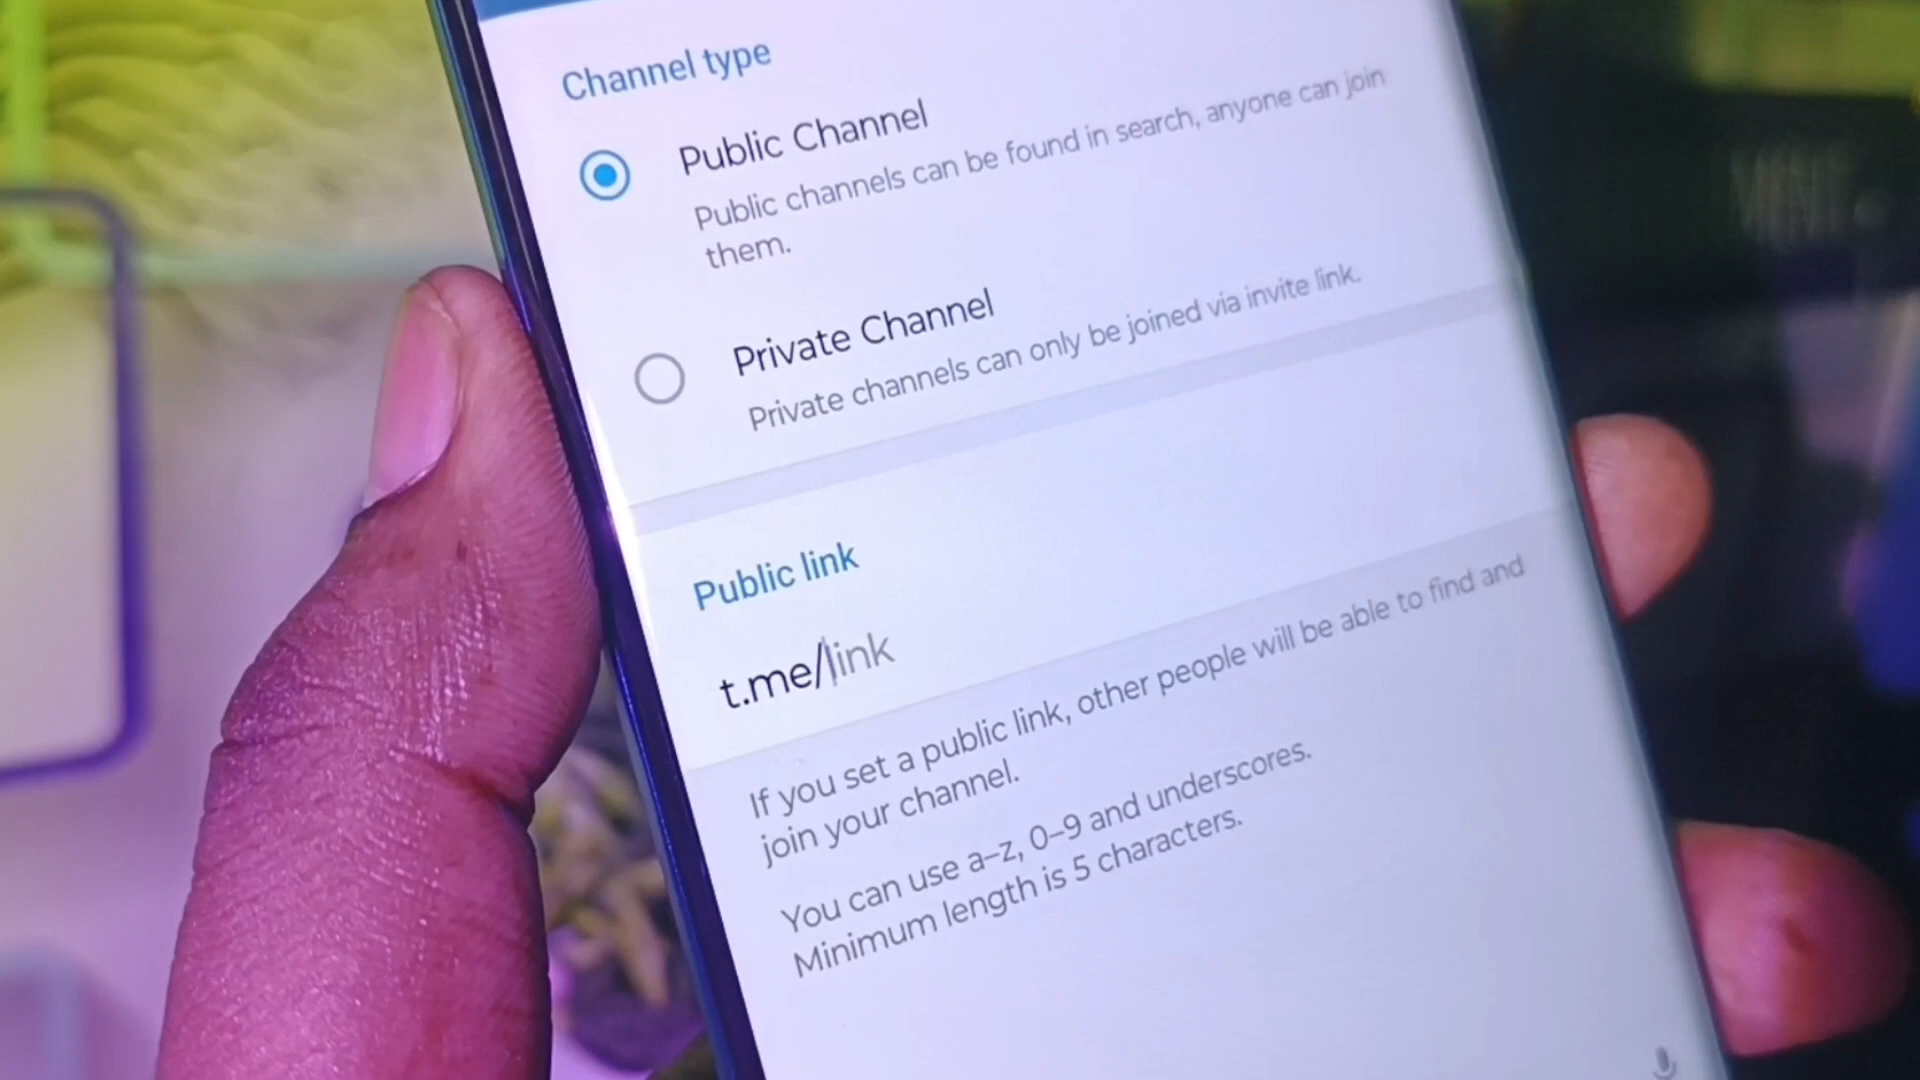 Channel type
Public Channel
Public channels can be found in search, anyone can join
them.
Private Channel
Private channels can only be joined via invite link.
Public link
t.me/link
If you set a public link, other people will be able to find and
join your channel.
You can use a–z, 0–9 and underscores.
Minimum length is 5 characters.